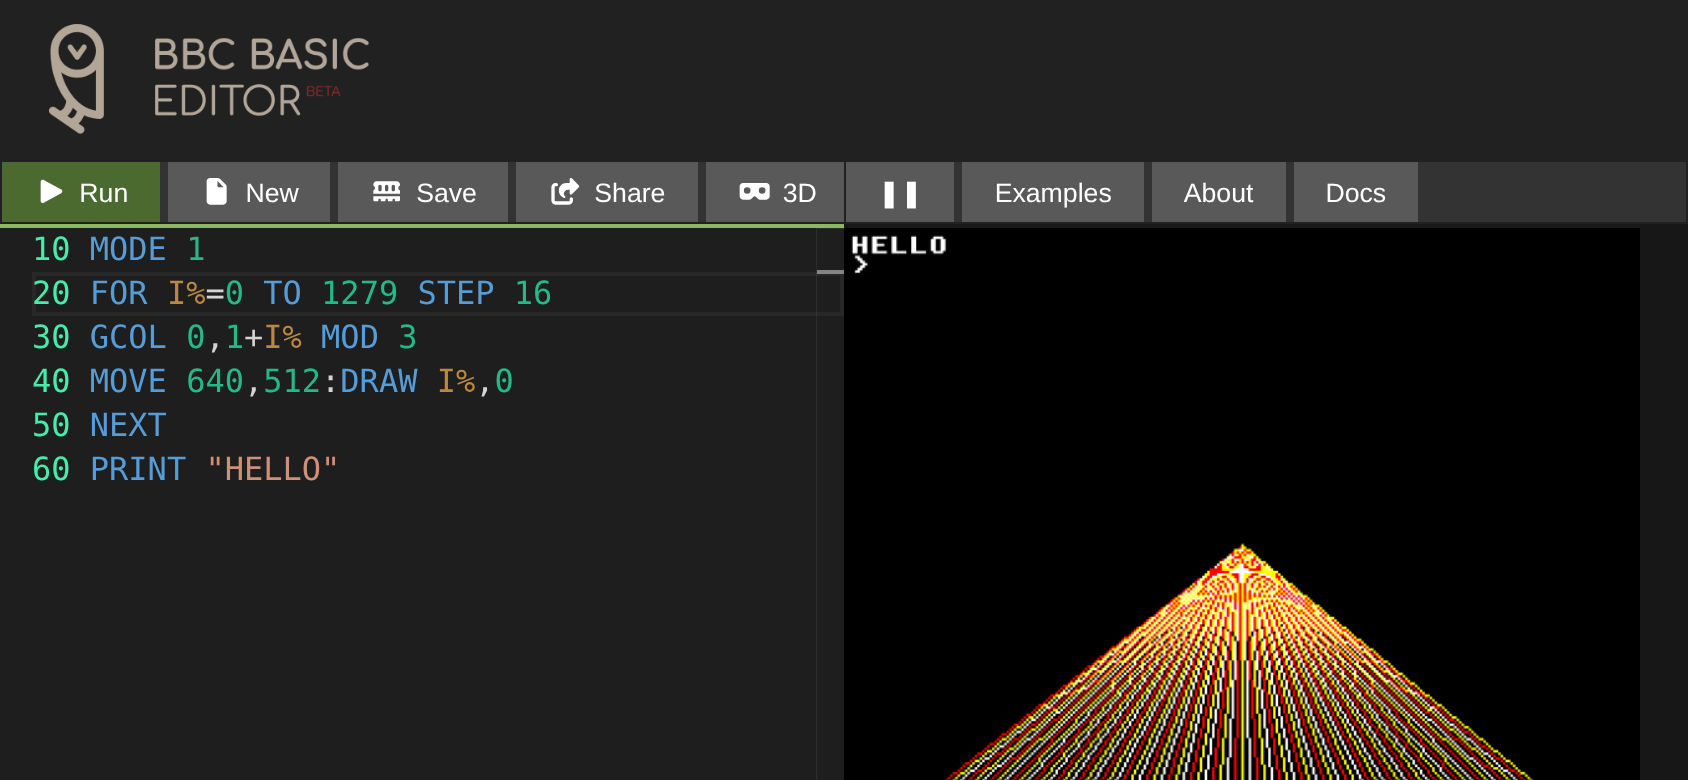 BBC BASIC
EDITOR BETA
Run New Save Share 3D Examples About Docs
10 MODE 1
20 FOR I%=0 TO 1279 STEP 16
30 GCOL 0,1+I% MOD 3
40 MOVE 640,512:DRAW I%,0
50 NEXT
60 PRINT "HELLO"
HELLO
>